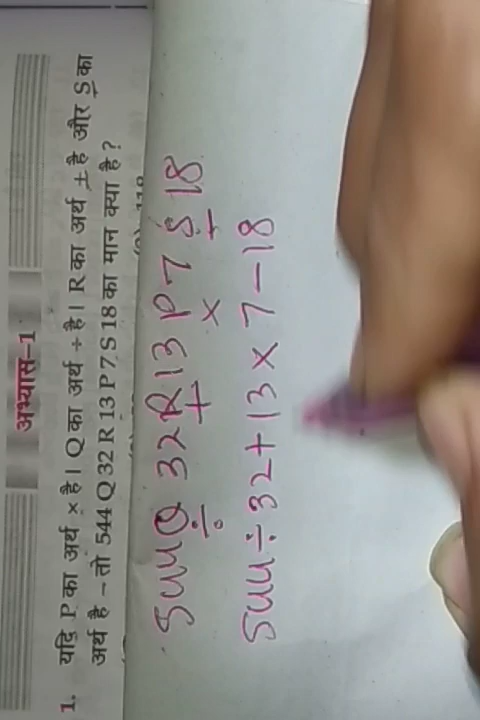 अभ्यास–1
1. यदि P का अर्थ × है। Q का अर्थ ÷ है। R का अर्थ + है और S का
अर्थ है – तो 544 Q 32 R 13 P 7 S 18 का मान क्या है?
544 Q 32 R 13 P 7 S 18
÷ + × -
544 ÷ 32 + 13 × 7 - 18